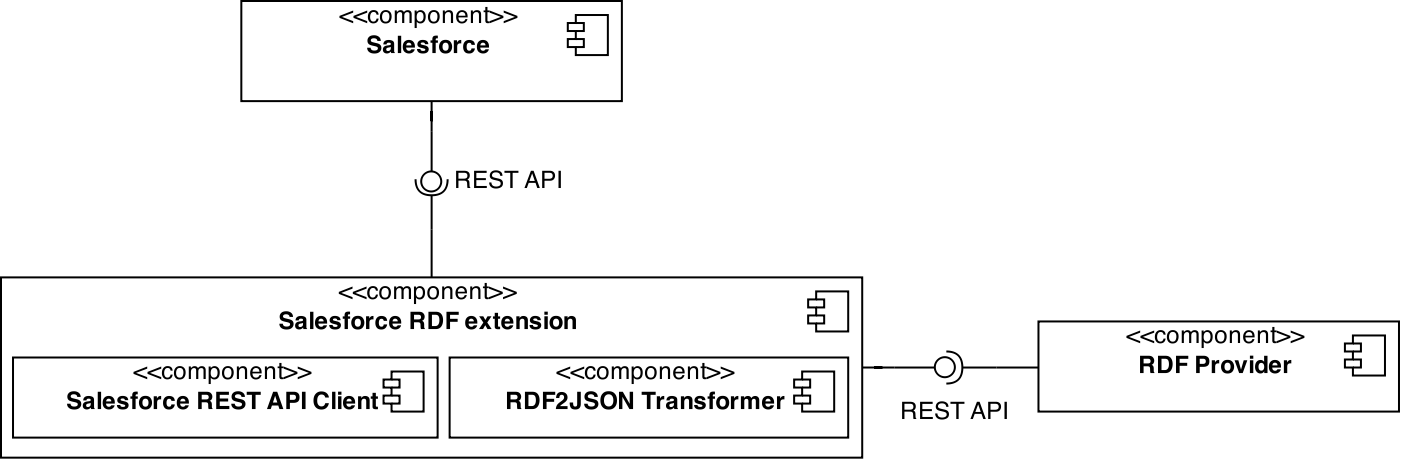 <<component>>
Salesforce
REST API
<<component>>
Salesforce RDF extension
<<component>>
Salesforce REST API Client
<<component>>
RDF2JSON Transformer
REST API
<<component>>
RDF Provider